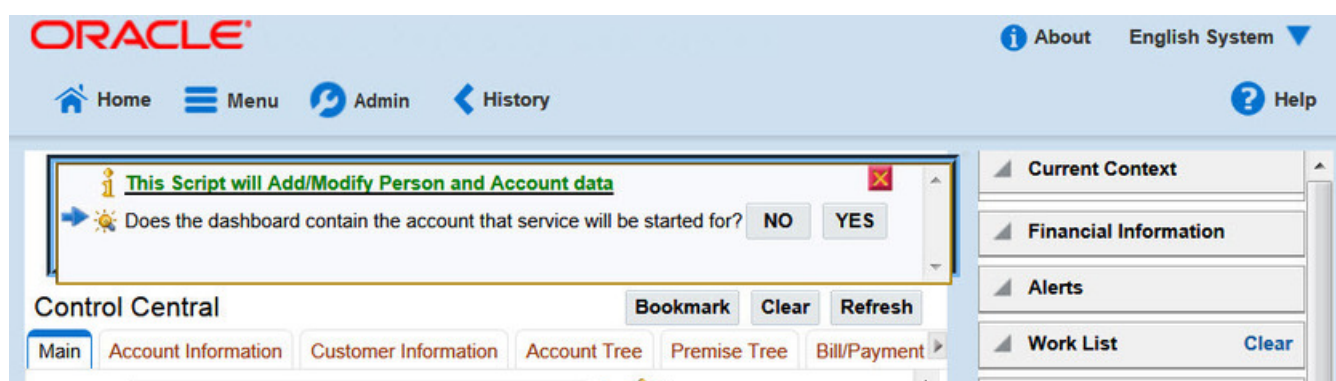 ORACLE
About English System
Home Menu Admin History Help
This Script will Add/Modify Person and Account data
Does the dashboard contain the account that service will be started for? NO YES
Control Central Bookmark Clear Refresh
Main Account Information Customer Information Account Tree Premise Tree Bill/Payment
Current Context
Financial Information
Alerts
Work List Clear